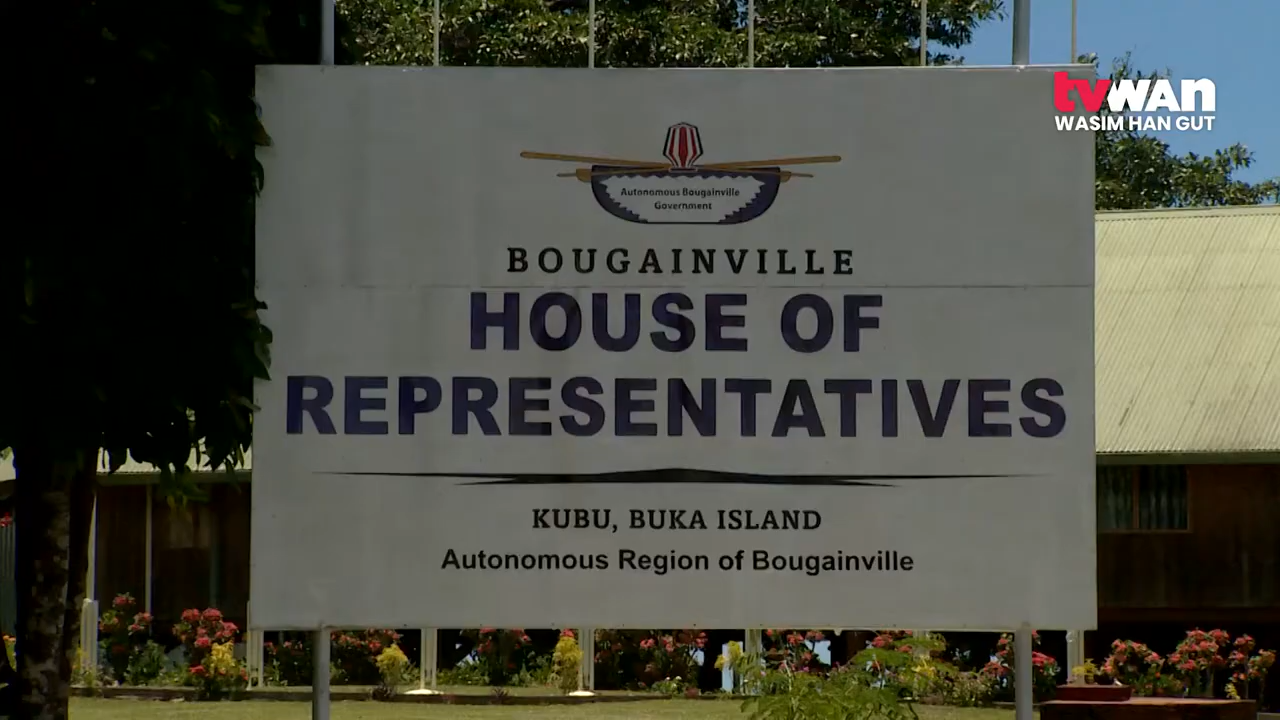 tvwan
WASIM HAN GUT
Autonomous Bougainville
Government
BOUGAINVILLE
HOUSE OF
REPRESENTATIVES
KUBU, BUKA ISLAND
Autonomous Region of Bougainville